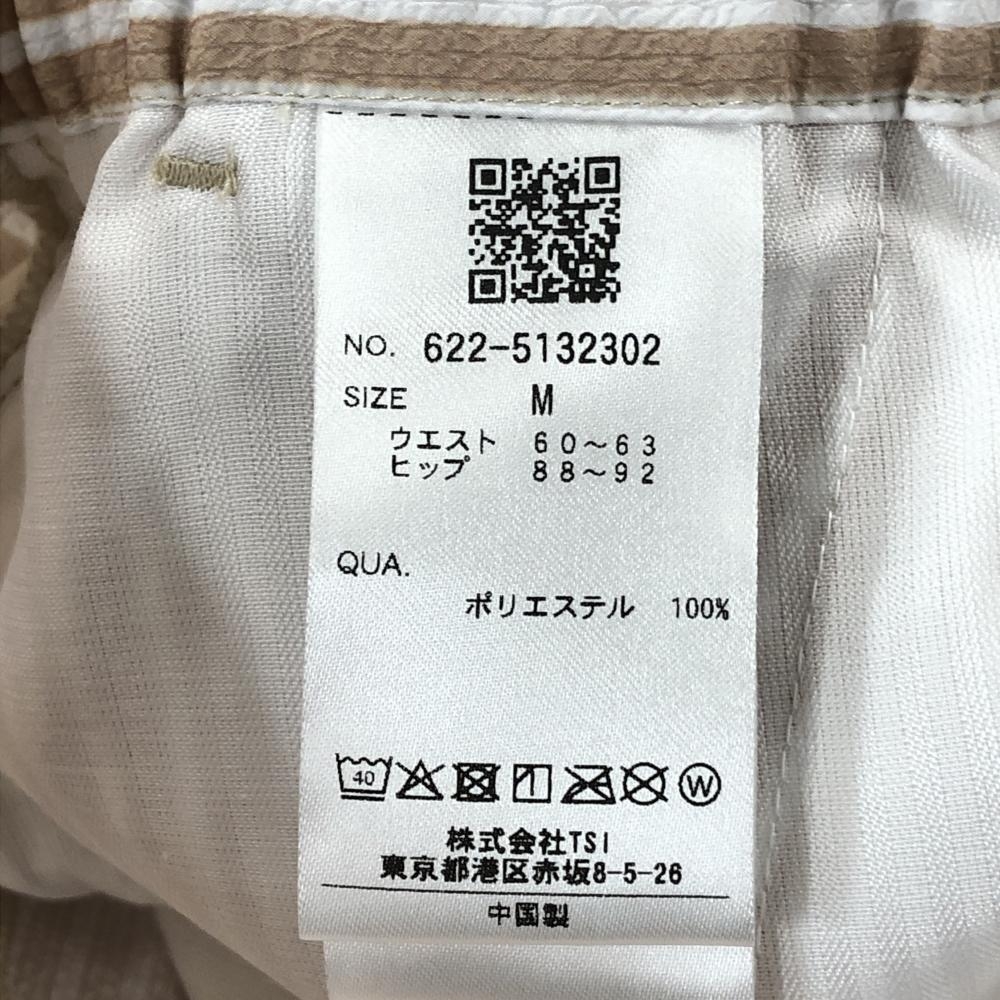 NO. 622-5132302
SIZE M
ウエスト 60~63
ヒップ 88~92
QUA.
ポリエステル 100%
40 W
株式会社TSI
東京都港区赤坂8-5-26
中国製